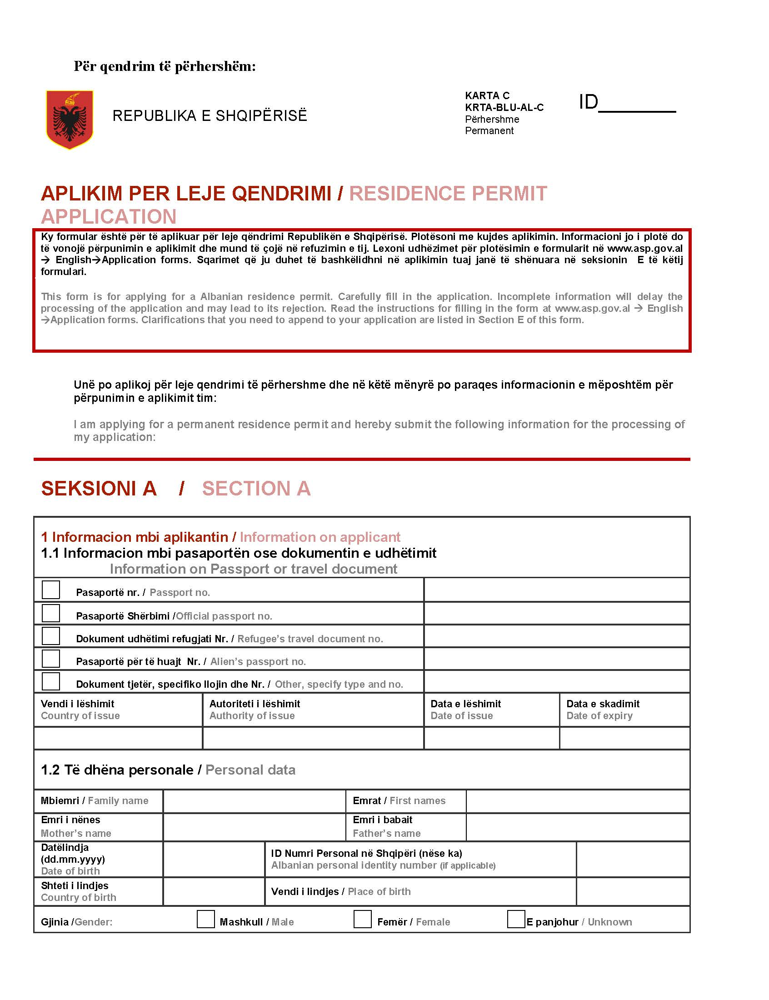 Për qendrim të përhershëm:
REPUBLIKA E SHQIPËRISË
KARTA C
KRTA-BLU-AL-C
Përhershme
Permanent
ID________
APLIKIM PER LEJE QENDRIMI / RESIDENCE PERMIT
APPLICATION
Ky formular është për të aplikuar për leje qëndrimi Republikën e Shqipërisë. Plotësoni me kujdes aplikimin. Informacioni jo i plotë do
të vonojë përpunimin e aplikimit dhe mund të çojë në refuzimin e tij. Lexoni udhëzimet për plotësimin e formularit në www.asp.gov.al
→ English→Application forms. Sqarimet që ju duhet të bashkëlidhni në aplikimin tuaj janë të shënuara në seksionin E të këtij
formulari.
This form is for applying for a Albanian residence permit. Carefully fill in the application. Incomplete information will delay the
processing of the application and may lead to its rejection. Read the instructions for filling in the form at www.asp.gov.al → English
→Application forms. Clarifications that you need to append to your application are listed in Section E of this form.
Unë po aplikoj për leje qendrimi të përhershme dhe në këtë mënyrë po paraqes informacionin e mëposhtëm për
përpunimin e aplikimit tim:
I am applying for a permanent residence permit and hereby submit the following information for the processing of
my application:
SEKSIONI A / SECTION A
1 Informacion mbi aplikantin / Information on applicant
1.1 Informacion mbi pasaportën ose dokumentin e udhëtimit
Information on Passport or travel document
Pasaportë nr. / Passport no.
Pasaportë Shërbimi /Official passport no.
Dokument udhëtimi refugjati Nr. / Refugee's travel document no.
Pasaportë për të huajt Nr. / Alien's passport no.
Dokument tjetër, specifiko llojin dhe Nr. / Other, specify type and no.
Vendi i lëshimit
Country of issue
Autoriteti i lëshimit
Authority of issue
Data e lëshimit
Date of issue
Data e skadimit
Date of expiry
1.2 Të dhëna personale / Personal data
Mbiemri / Family name
Emrat / First names
Emri i nënes
Mother's name
Emri i babait
Father's name
Datëlindja
(dd.mm.yyyy)
Date of birth
ID Numri Personal në Shqipëri (nëse ka)
Albanian personal identity number (if applicable)
Shteti i lindjes
Country of birth
Vendi i lindjes / Place of birth
Gjinia /Gender: Mashkull / Male Femër / Female E panjohur / Unknown